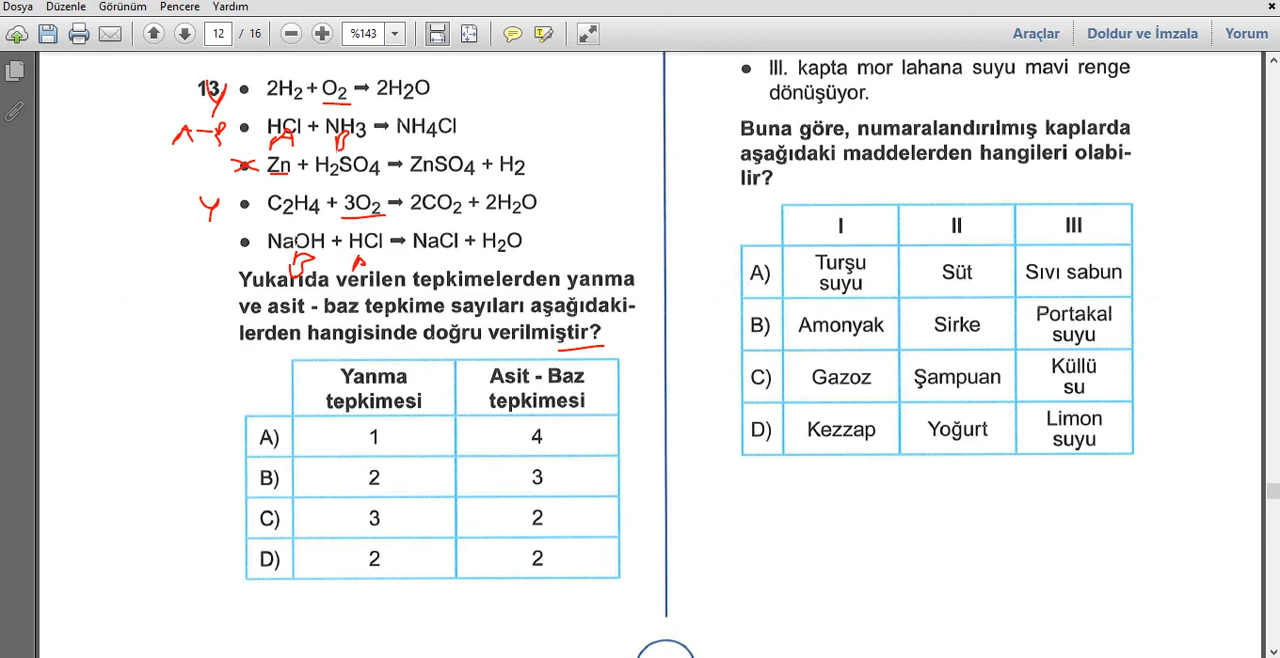 Dosya Düzenle Görünüm Pencere Yardım
12 / 16 %143 Araçlar Doldur ve İmzala Yorum
13. • 2H2 + O2 → 2H2O
Y
• HCl + NH3 → NH4Cl
A-B
A B
• Zn + H2SO4 → ZnSO4 + H2
• C2H4 + 3O2 → 2CO2 + 2H2O
Y
• NaOH + HCl → NaCl + H2O
B A
Yukarıda verilen tepkimelerden yanma
ve asit - baz tepkime sayıları aşağıdaki-
lerden hangisinde doğru verilmiştir?
Yanma tepkimesi Asit - Baz tepkimesi
A) 1 4
B) 2 3
C) 3 2
D) 2 2
• III. kapta mor lahana suyu mavi renge
dönüşüyor.
Buna göre, numaralandırılmış kaplarda
aşağıdaki maddelerden hangileri olabi-
lir?
I II III
A) Turşu suyu Süt Sıvı sabun
B) Amonyak Sirke Portakal suyu
C) Gazoz Şampuan Küllü su
D) Kezzap Yoğurt Limon suyu